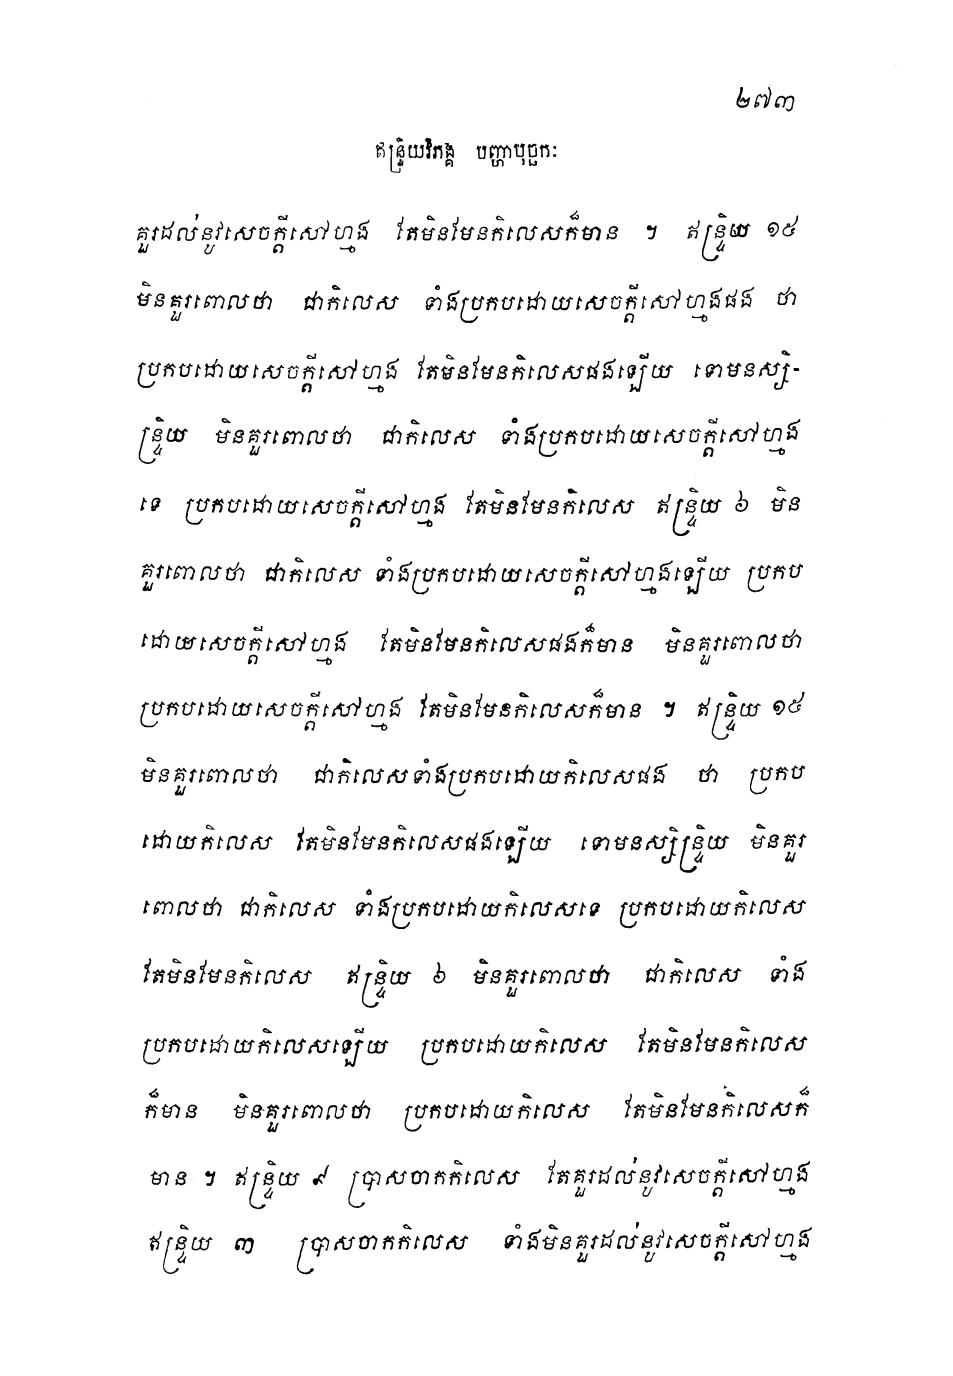 ២៧៣
ឥន្ទ្រិយវិភង្គ បញ្ហាបុច្ឆកៈ
គួរដល់នូវសេចក្តីសៅហ្មង តែមិនមែនកិលេសក៏មាន ។ ឥន្ទ្រិយ ១៥
មិនគួរពោលថា ជាកិលេស ទាំងប្រកបដោយសេចក្តីសៅហ្មងផង ថា
ប្រកបដោយសេចក្តីសៅហ្មង តែមិនមែនកិលេសផងឡើយ ទោមនស្សិ-
ន្ទ្រិយ មិនគួរពោលថា ជាកិលេស ទាំងប្រកបដោយសេចក្តីសៅហ្មង
ទេ ប្រកបដោយសេចក្តីសៅហ្មង តែមិនមែនកិលេស ឥន្ទ្រិយ ៦ មិន
គួរពោលថា ជាកិលេស ទាំងប្រកបដោយសេចក្តីសៅហ្មងឡើយ ប្រកប
ដោយសេចក្តីសៅហ្មង តែមិនមែនកិលេសផងក៏មាន មិនគួរពោលថា
ប្រកបដោយសេចក្តីសៅហ្មង តែមិនមែនកិលេសក៏មាន ។ ឥន្ទ្រិយ ១៥
មិនគួរពោលថា ជាកិលេសទាំងប្រកបដោយកិលេសផង ថា ប្រកប
ដោយកិលេស តែមិនមែនកិលេសផងឡើយ ទោមនស្សិន្ទ្រិយ មិនគួរ
ពោលថា ជាកិលេស ទាំងប្រកបដោយកិលេសទេ ប្រកបដោយកិលេស
តែមិនមែនកិលេស ឥន្ទ្រិយ ៦ មិនគួរពោលថា ជាកិលេស ទាំង
ប្រកបដោយកិលេសឡើយ ប្រកបដោយកិលេស តែមិនមែនកិលេស
ក៏មាន មិនគួរពោលថា ប្រកបដោយកិលេស តែមិនមែនកិលេសក៏
មាន ។ ឥន្ទ្រិយ ៩ ប្រាសចាកកិលេស តែគួរដល់នូវសេចក្តីសៅហ្មង
ឥន្ទ្រិយ ៣ ប្រាសចាកកិលេស ទាំងមិនគួរដល់នូវសេចក្តីសៅហ្មង